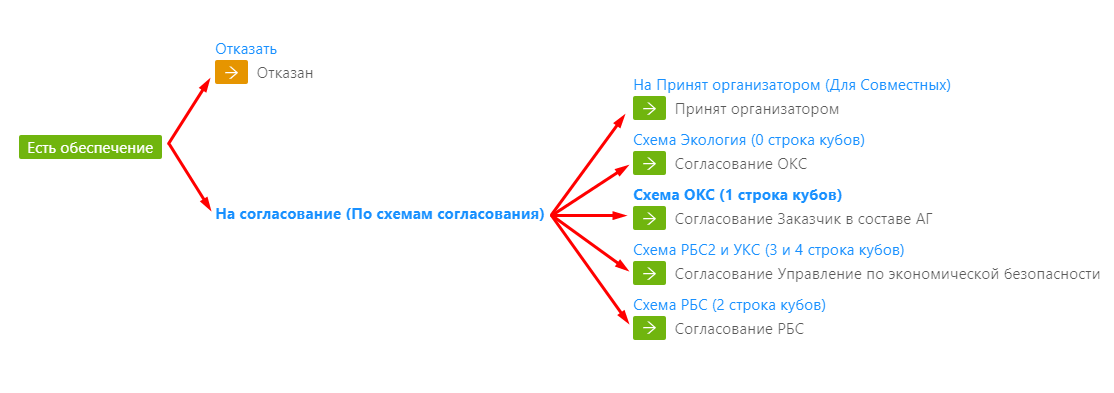 Отказать
Отказан
Есть обеспечение
На согласование (По схемам согласования)
На Принят организатором (Для Совместных)
Принят организатором
Схема Экология (0 строка кубов)
Согласование ОКС
Схема ОКС (1 строка кубов)
Согласование Заказчик в составе АГ
Схема РБС2 и УКС (3 и 4 строка кубов)
Согласование Управление по экономической безопасности
Схема РБС (2 строка кубов)
Согласование РБС